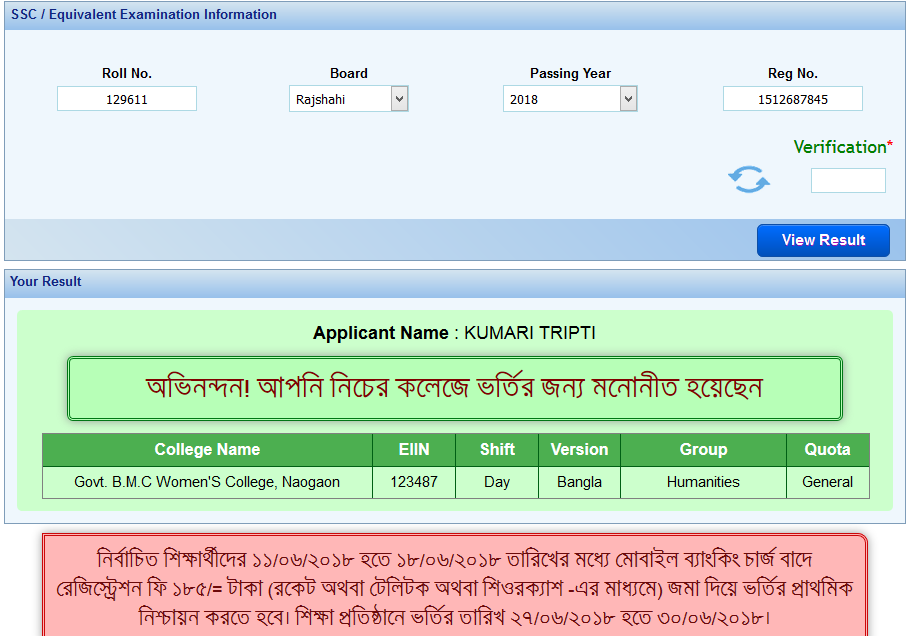 SSC / Equivalent Examination Information
Roll No. Board Passing Year Reg No.
129611 Rajshahi 2018 1512687845
Verification*
View Result
Your Result
Applicant Name : KUMARI TRIPTI
অভিনন্দন! আপনি নিচের কলেজে ভর্তির জন্য মনোনীত হয়েছেন
College Name EIIN Shift Version Group Quota
Govt. B.M.C Women'S College, Naogaon 123487 Day Bangla Humanities General
নির্বাচিত শিক্ষার্থীদের ১১/০৬/২০১৮ হতে ১৮/০৬/২০১৮ তারিখের মধ্যে মোবাইল ব্যাংকিং চার্জ বাদে
রেজিস্ট্রেশন ফি ১৮৫/= টাকা (রকেট অথবা টেলিটক অথবা শিওরক্যাশ -এর মাধ্যমে) জমা দিয়ে ভর্তির প্রাথমিক
নিশ্চায়ন করতে হবে। শিক্ষা প্রতিষ্ঠানে ভর্তির তারিখ ২৭/০৬/২০১৮ হতে ৩০/০৬/২০১৮।